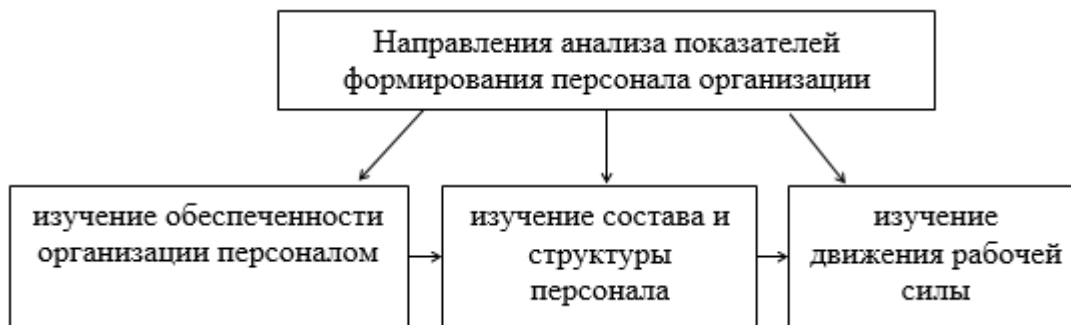 Направления анализа показателей
формирования персонала организации
изучение обеспеченности
организации персоналом
изучение состава и
структуры
персонала
изучение
движения рабочей
силы